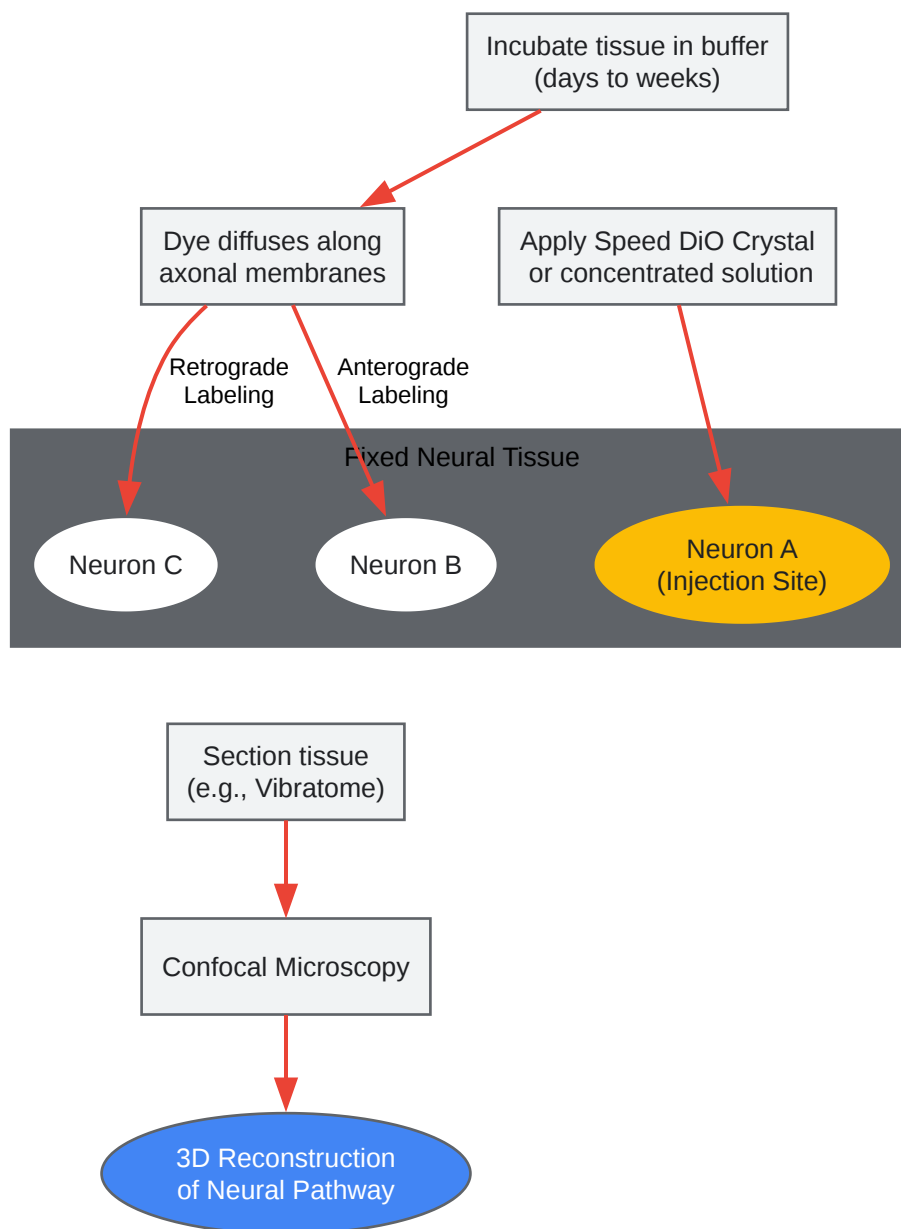 Incubate tissue in buffer
(days to weeks)
Dye diffuses along
axonal membranes
Apply Speed DiO Crystal
or concentrated solution
Retrograde
Labeling
Anterograde
Labeling
Fixed Neural Tissue
Neuron C
Neuron B
Neuron A
(Injection Site)
Section tissue
(e.g., Vibratome)
Confocal Microscopy
3D Reconstruction
of Neural Pathway